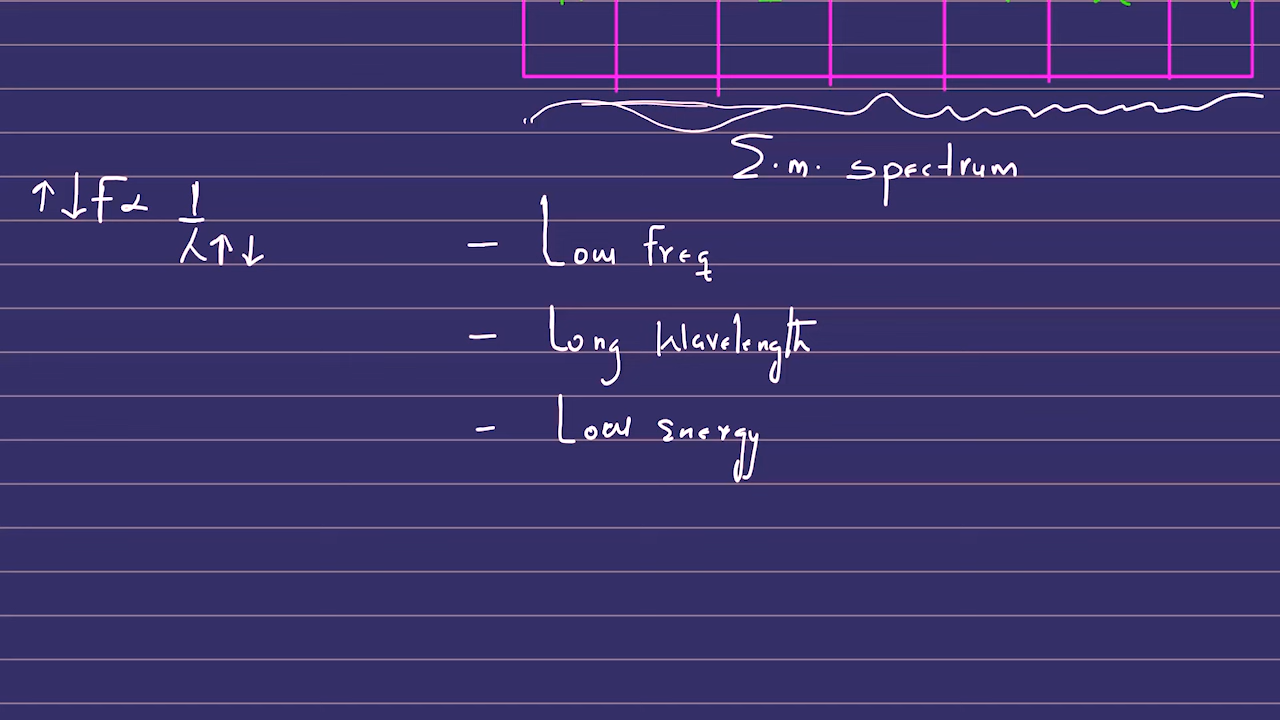 E.m. spectrum
↑↓F∝ 1/λ↑↓
- Low freq
- Long Wavelength
- Low Energy